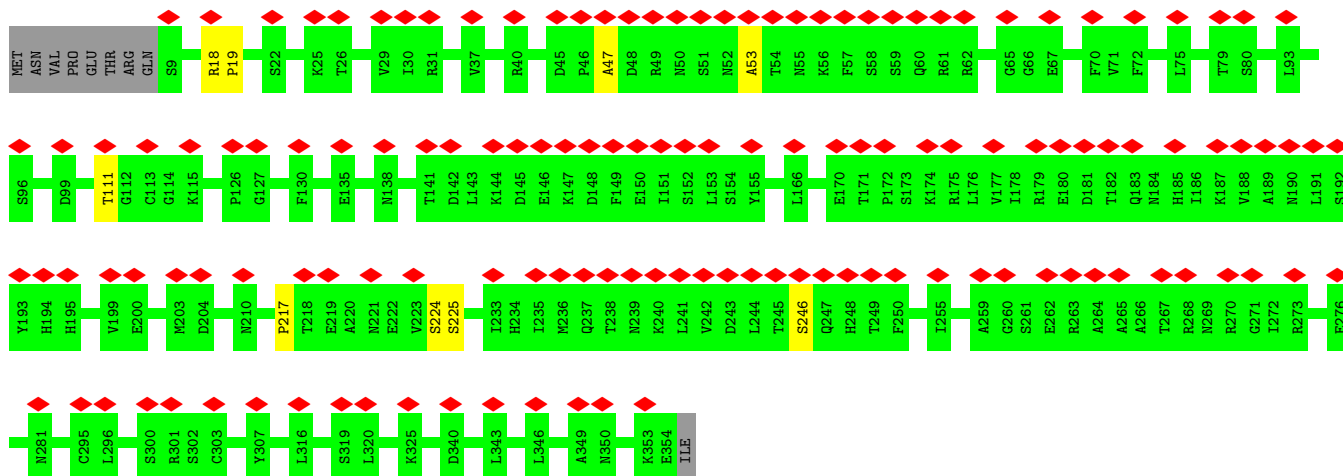 MET ASN VAL PRO GLU THR ARG GLN S9 R18 P19 S22 K25 T26 V29 I30 R31 V37 R40 D45 P46 A47 D48 R49 N50 S51 N52 A53 T54 N55 K56 F57 S58 S59 Q60 R61 R62 G65 G66 E67 F70 V71 F72 L75 T79 S80 L93
S96 D99 T111 G112 C113 G114 K115 P126 G127 F130 E135 N138 T141 D142 L143 K144 D145 E146 K147 D148 F149 E150 I151 S152 L153 S154 Y155 L166 E170 T171 P172 S173 K174 R175 L176 V177 I178 R179 E180 D181 T182 Q183 N184 H185 I186 K187 V188 A189 N190 L191 S192
Y193 H194 H195 V199 E200 M203 D204 N210 P217 T218 E219 A220 N221 E222 V223 S224 S225 I233 H234 I235 M236 Q237 T238 N239 K240 L241 V242 D243 L244 T245 S246 Q247 H248 T249 F250 I255 A259 G260 S261 E262 R263 A264 A265 A266 T267 R268 N269 R270 G271 I272 R273 F276
N281 C295 L296 S300 R301 S302 C303 Y307 L316 S319 L320 K325 D340 L343 L346 A349 N350 K353 E354 ILE